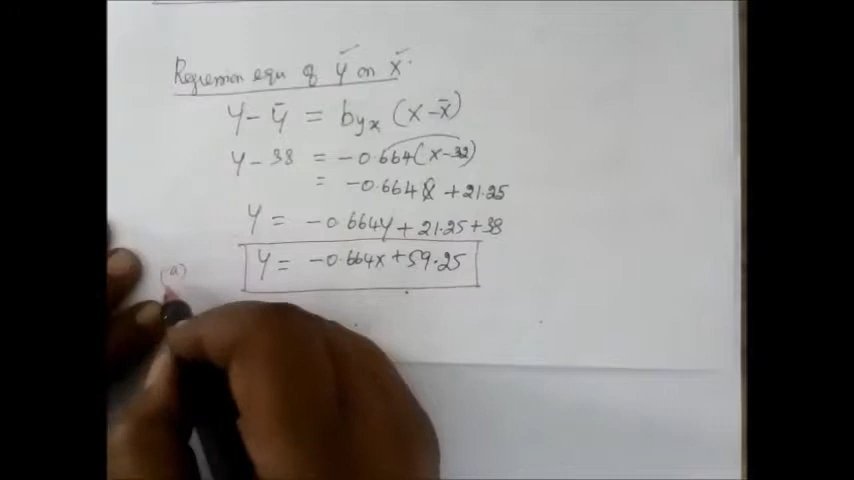 Regression equ of y on x.
y - ȳ = byx (x - x̄)
y - 38 = -0.664(x - 32)
= -0.664x + 21.25
y = -0.664y + 21.25 + 38
y = -0.664x + 59.25
(a)